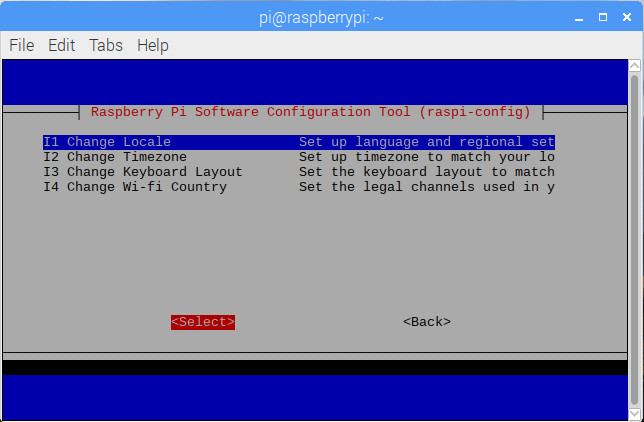 pi@raspberrypi: ~
File Edit Tabs Help
Raspberry Pi Software Configuration Tool (raspi-config)
I1 Change Locale Set up language and regional set
I2 Change Timezone Set up timezone to match your lo
I3 Change Keyboard Layout Set the keyboard layout to match
I4 Change Wi-fi Country Set the legal channels used in y
<Select> <Back>